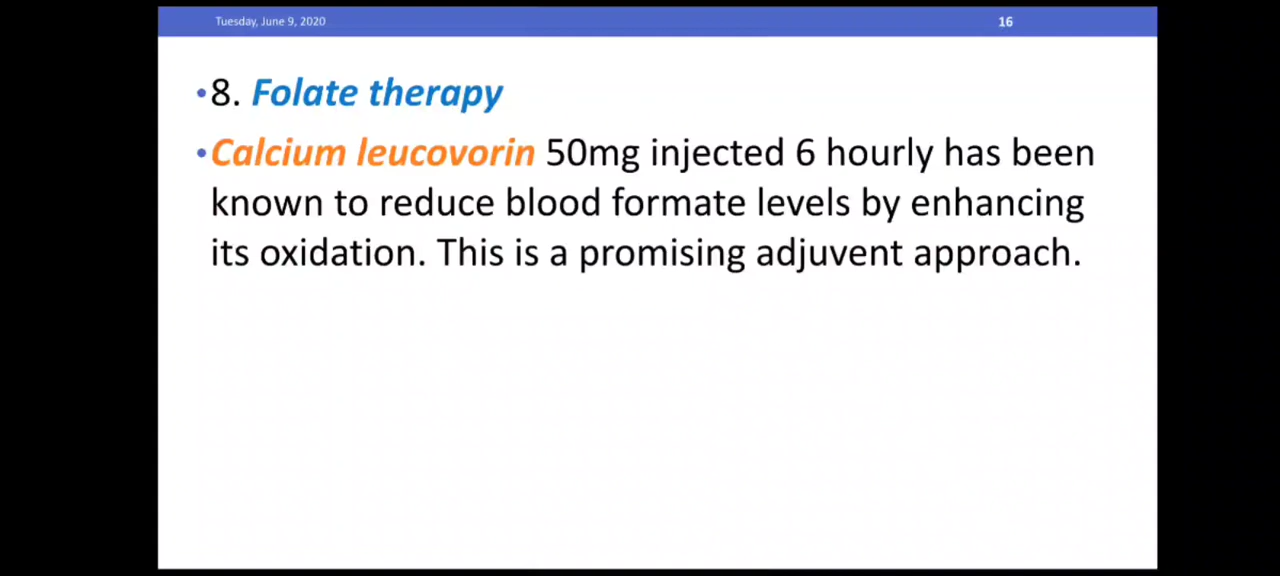 Tuesday, June 9, 2020 16
•8. Folate therapy
•Calcium leucovorin 50mg injected 6 hourly has been
known to reduce blood formate levels by enhancing
its oxidation. This is a promising adjuvent approach.